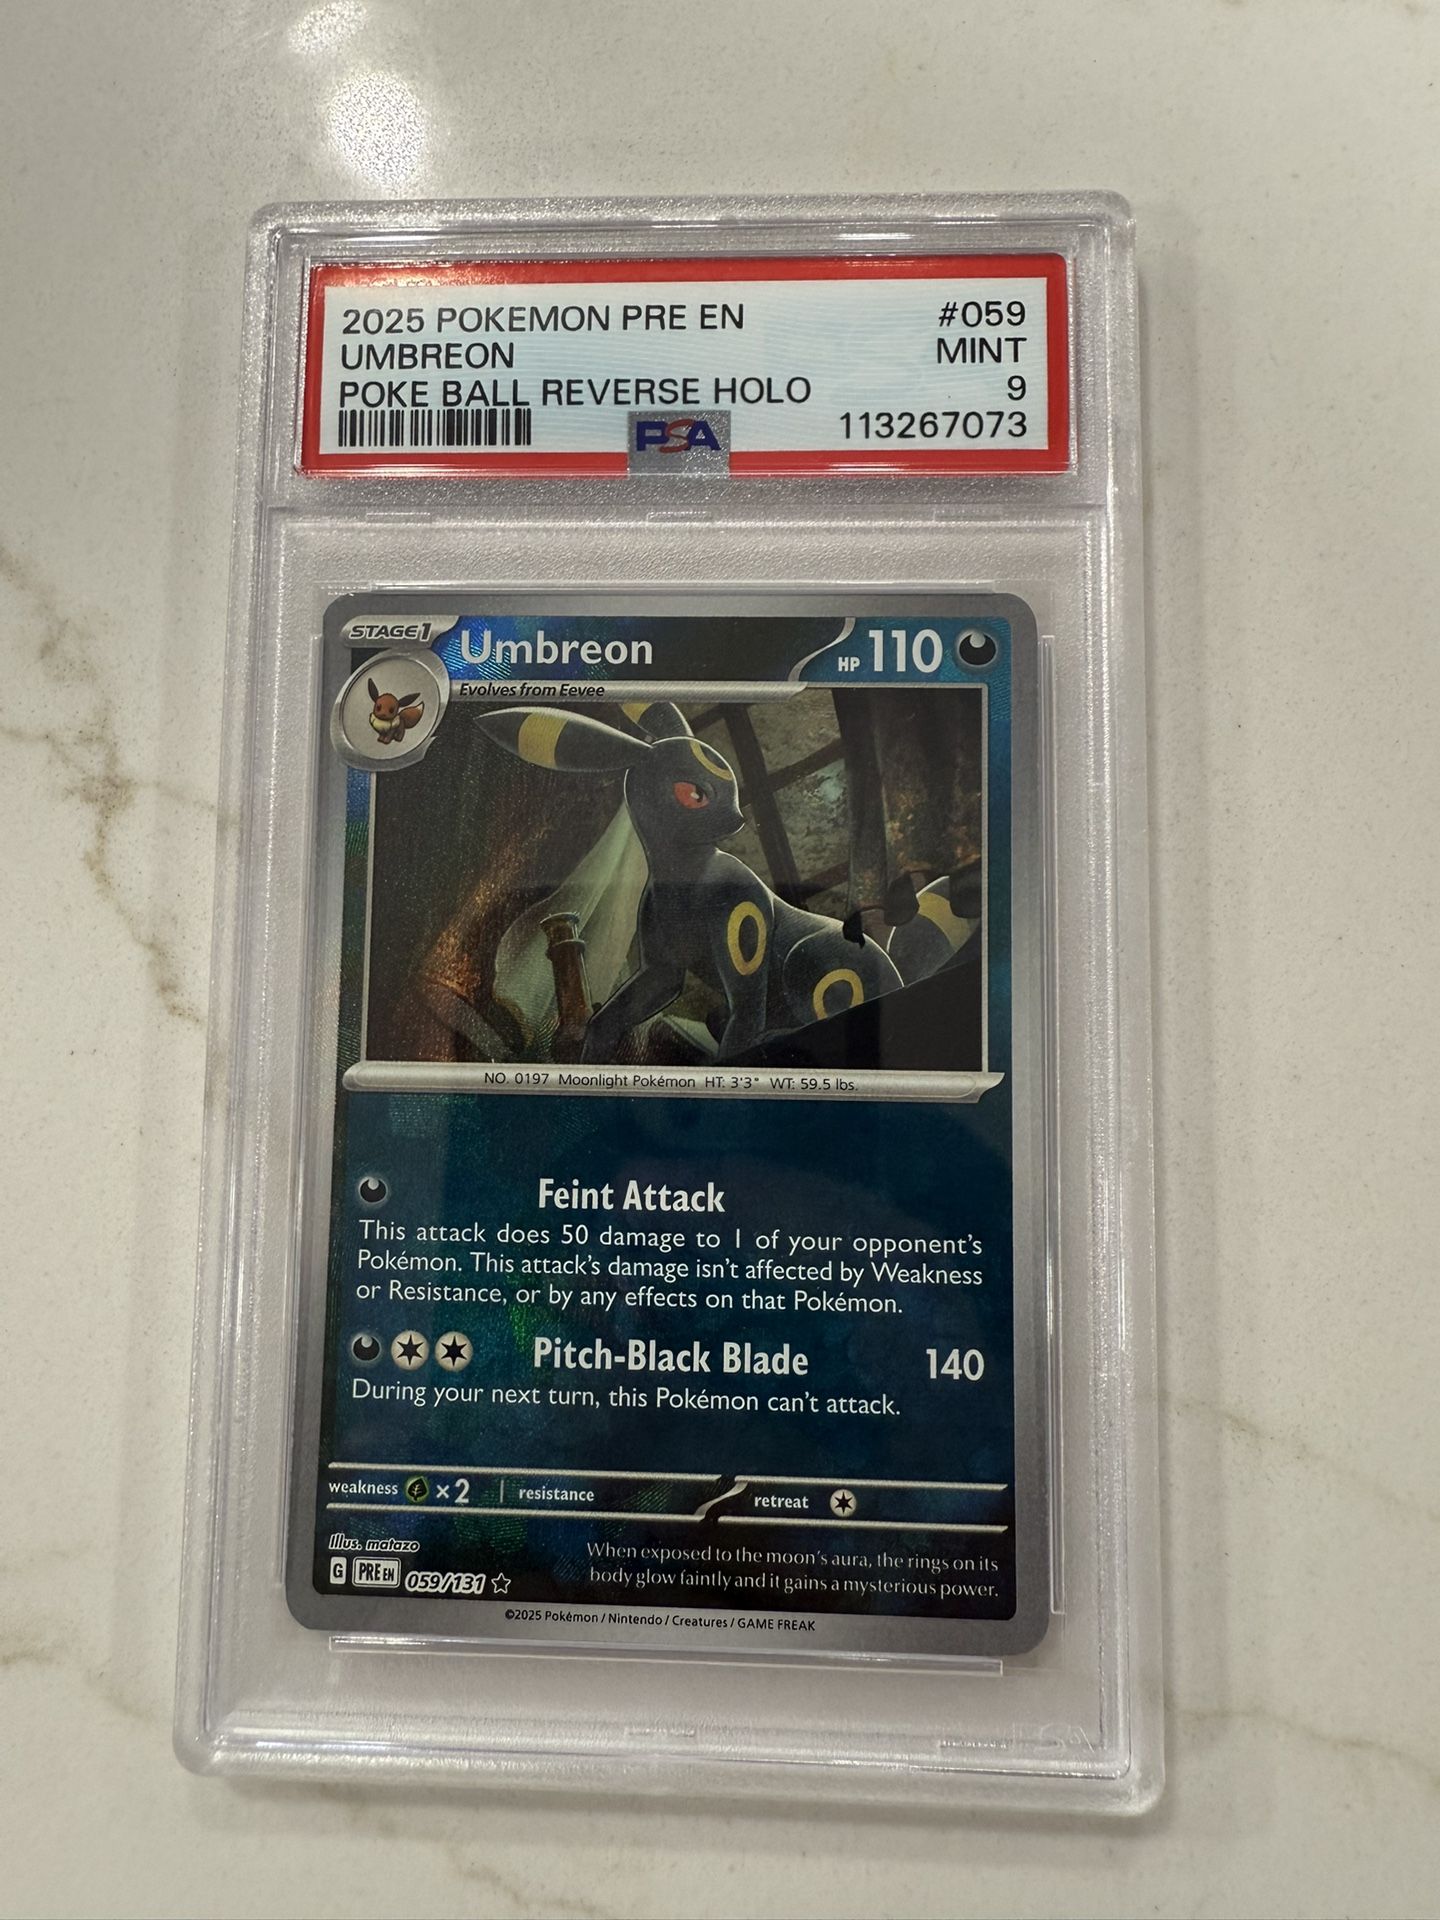 2025 POKEMON PRE EN #059
UMBREON MINT
POKE BALL REVERSE HOLO 9
PSA 113267073
STAGE 1 Umbreon HP 110
Evolves from Eevee
NO. 0197 Moonlight Pokémon HT: 3'3" WT: 59.5 lbs.
Feint Attack
This attack does 50 damage to 1 of your opponent's
Pokémon. This attack's damage isn't affected by Weakness
or Resistance, or by any effects on that Pokémon.
Pitch-Black Blade 140
During your next turn, this Pokémon can't attack.
weakness ×2 resistance retreat
Illus. matazo
When exposed to the moon's aura, the rings on its
body glow faintly and it gains a mysterious power.
G PRE EN 059/131
©2025 Pokémon / Nintendo / Creatures / GAME FREAK